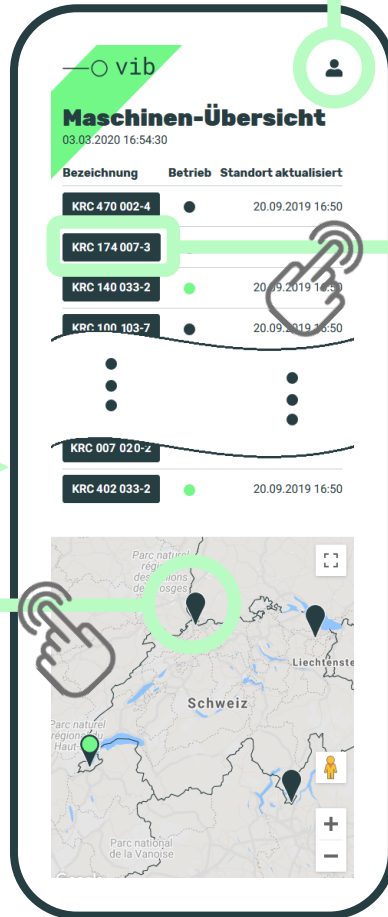 vib
Maschinen-Übersicht
03.03.2020 16:54:30
Bezeichnung Betrieb Standort aktualisiert
KRC 470 002-4 20.09.2019 16:50
KRC 174 007-3
KRC 140 033-2 20.09.2019 16:50
KRC 100 103-7 20.09.2019 16:50
KRC 007 020-2
KRC 402 033-2 20.09.2019 16:50
Parc naturel
régional
des Ballons
des Vosges
Liechtenste
Schweiz
Parc naturel
régional du
Haut-
Parc national
de la Vanoise
Google